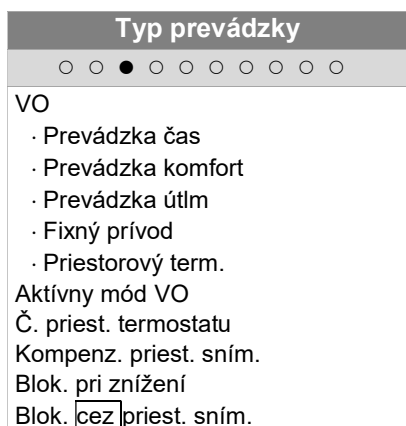 Typ prevádzky
VO
· Prevádzka čas
· Prevádzka komfort
· Prevádzka útlm
· Fixný prívod
· Priestorový term.
Aktívny mód VO
Č. priest. termostatu
Kompenz. priest. sním.
Blok. pri znížení
Blok. cez priest. sním.